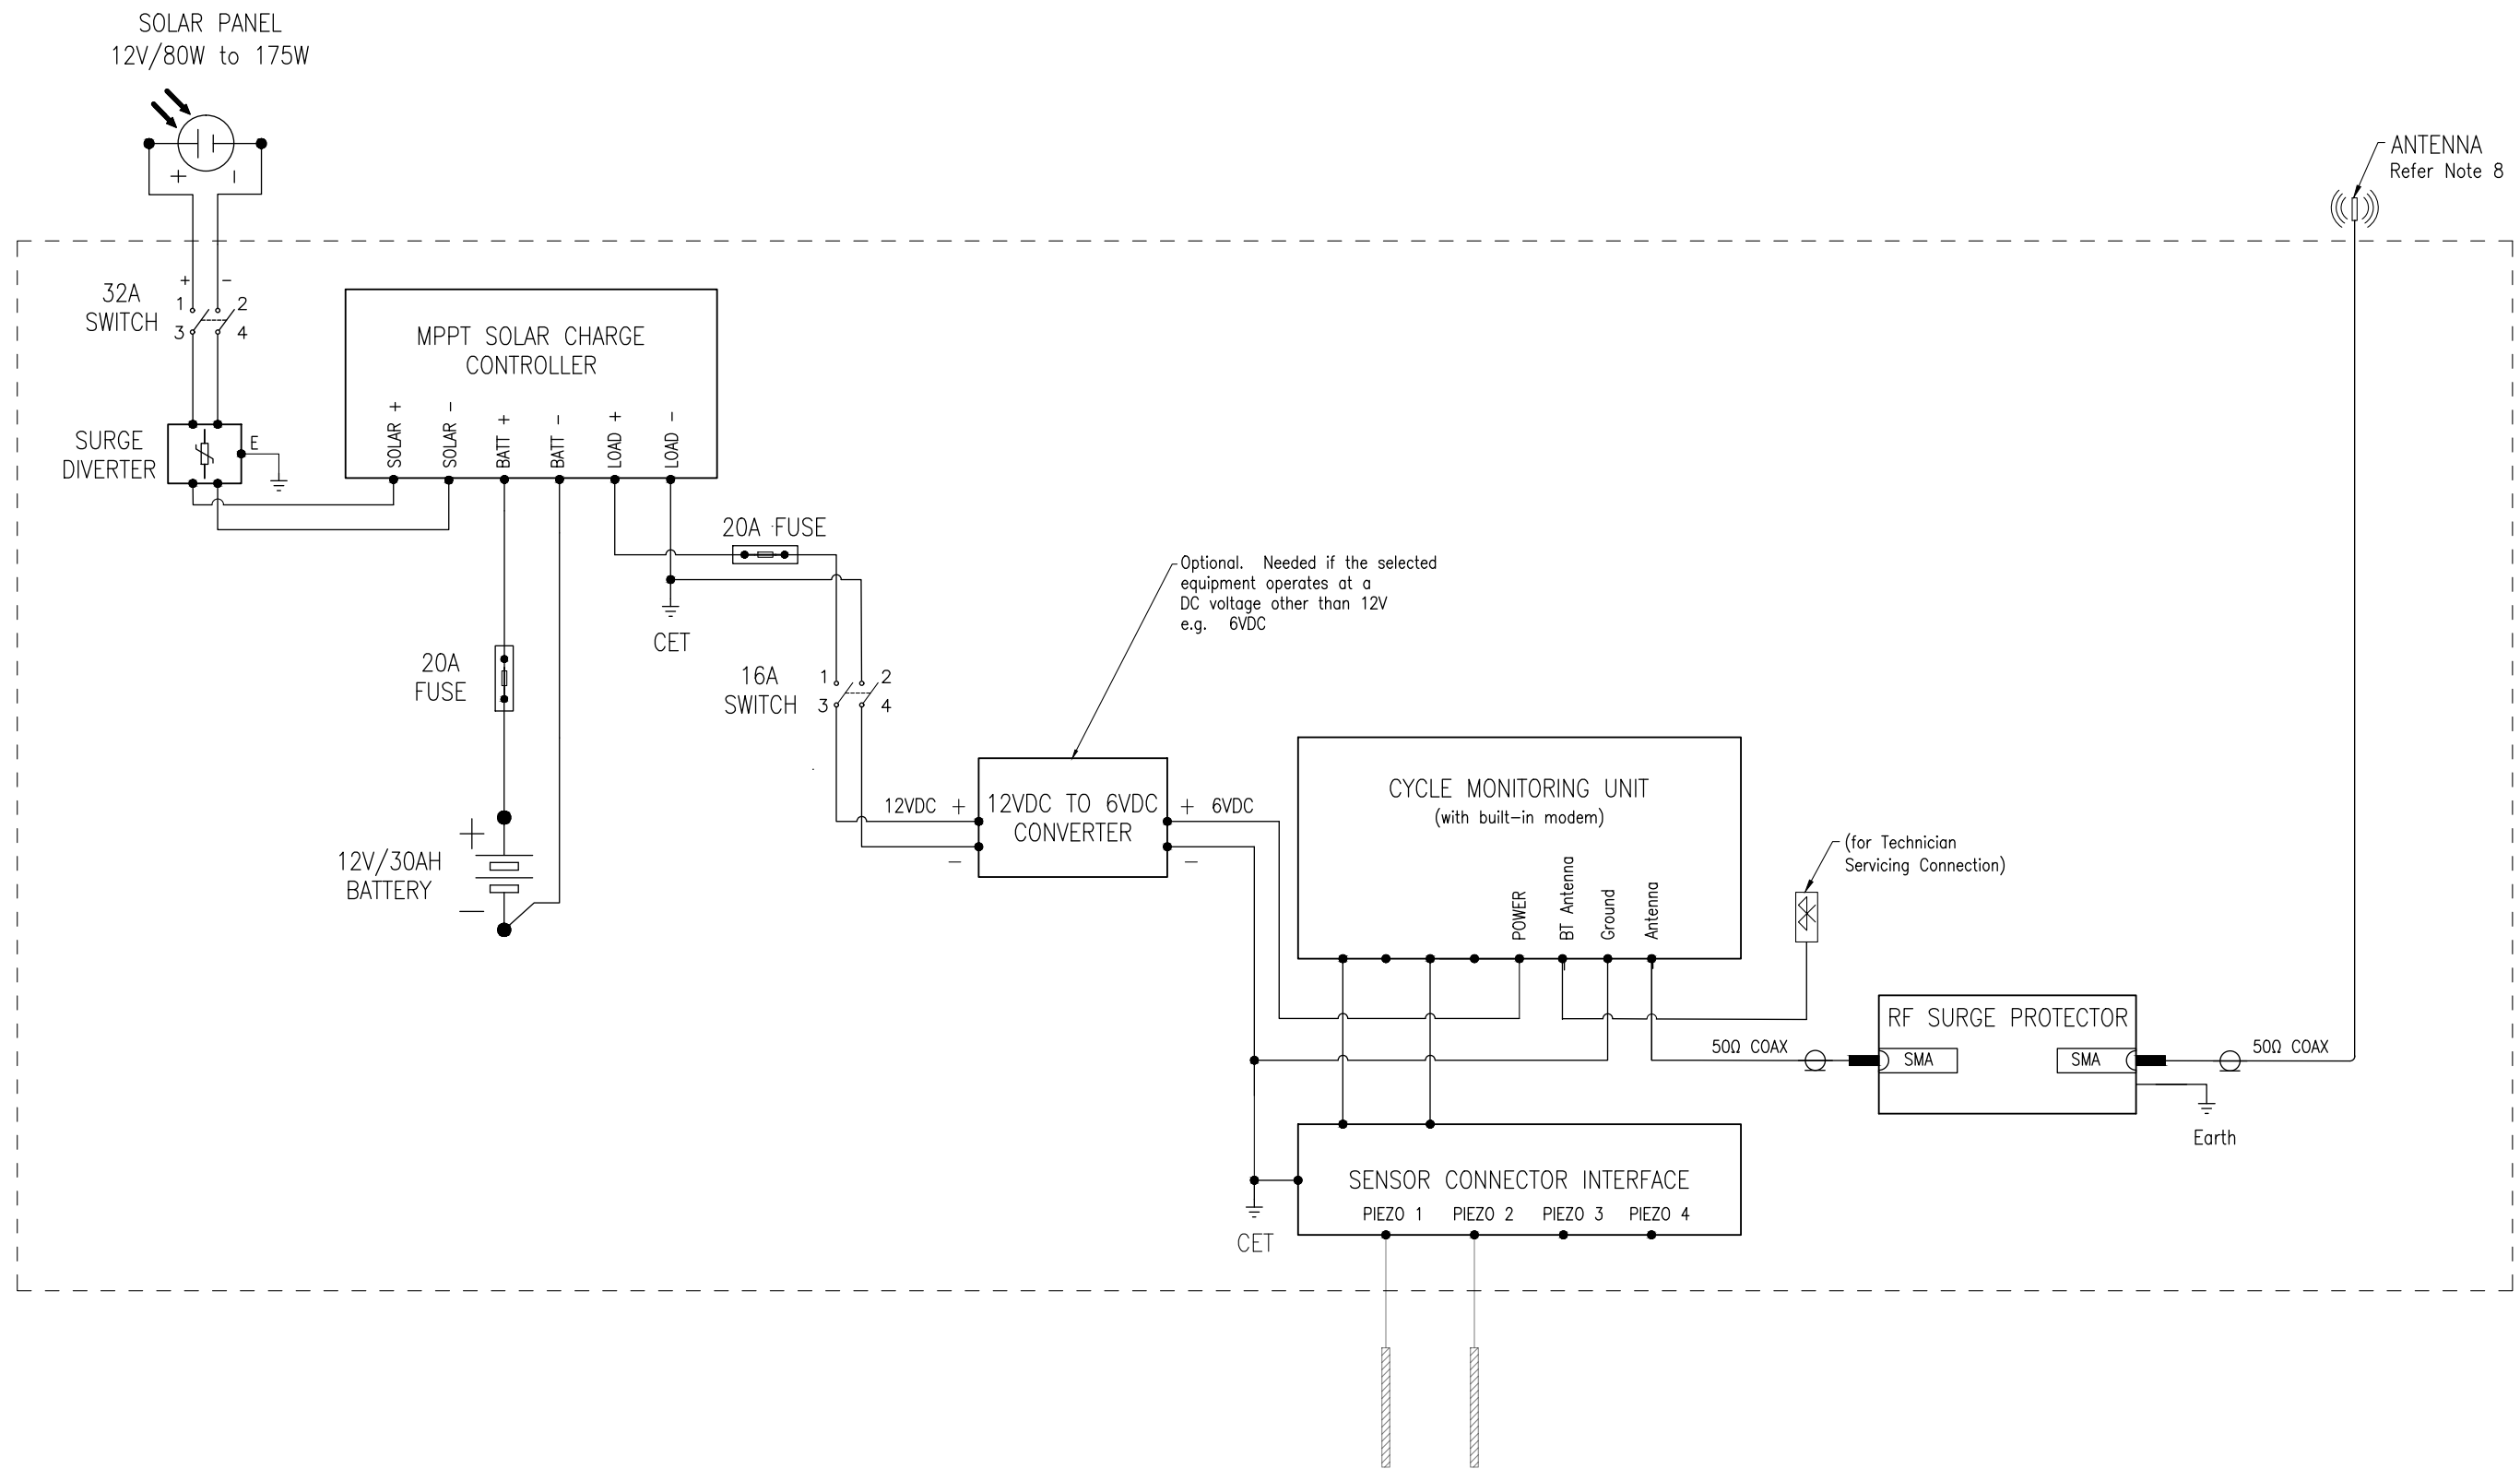 SOLAR PANEL
12V/80W to 175W
+ −
ANTENNA
Refer Note 8
+ −
32A
SWITCH
1 2
3 4
MPPT SOLAR CHARGE
CONTROLLER
SOLAR +
SOLAR −
BATT +
BATT −
LOAD +
LOAD −
SURGE
DIVERTER
E
20A FUSE
CET
Optional. Needed if the selected
equipment operates at a
DC voltage other than 12V
e.g. 6VDC
20A
FUSE
16A
SWITCH
1 2
3 4
12VDC +
−
12VDC TO 6VDC
CONVERTER
+ 6VDC
−
+
12V/30AH
BATTERY
−
CYCLE MONITORING UNIT
(with built-in modem)
POWER
BT Antenna
Ground
Antenna
(for Technician
Servicing Connection)
RF SURGE PROTECTOR
50Ω COAX
SMA
SMA
50Ω COAX
Earth
SENSOR CONNECTOR INTERFACE
PIEZO 1 PIEZO 2 PIEZO 3 PIEZO 4
CET